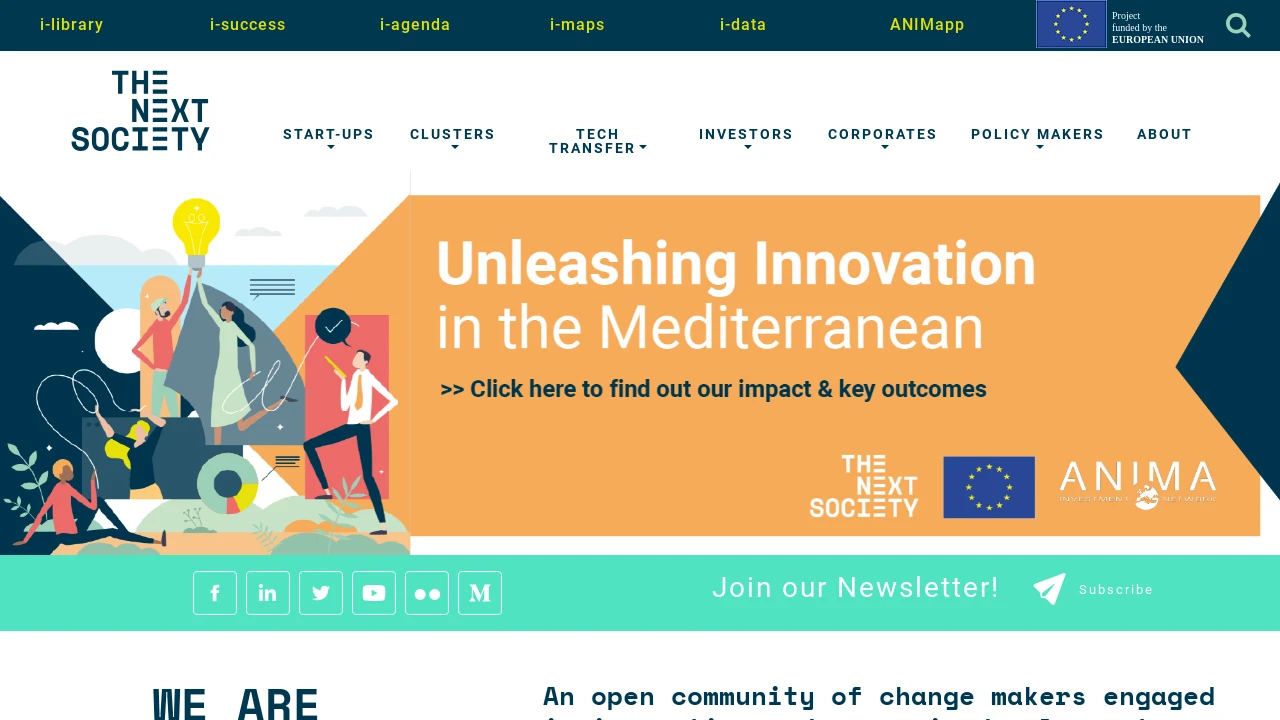 i-library
i-success
i-agenda
i-maps
i-data
ANIMapp
Project
funded by the
EUROPEAN UNION
THE
NEXT
SOCIETY
START-UPS
CLUSTERS
TECH
TRANSFER
INVESTORS
CORPORATES
POLICY MAKERS
ABOUT
Unleashing Innovation
in the Mediterranean
>> Click here to find out our impact & key outcomes
THE
NEXT
SOCIETY
ANIMA
INVESTMENT NETWORK
Join our Newsletter!
Subscribe
WE ARE
An open community of change makers engaged